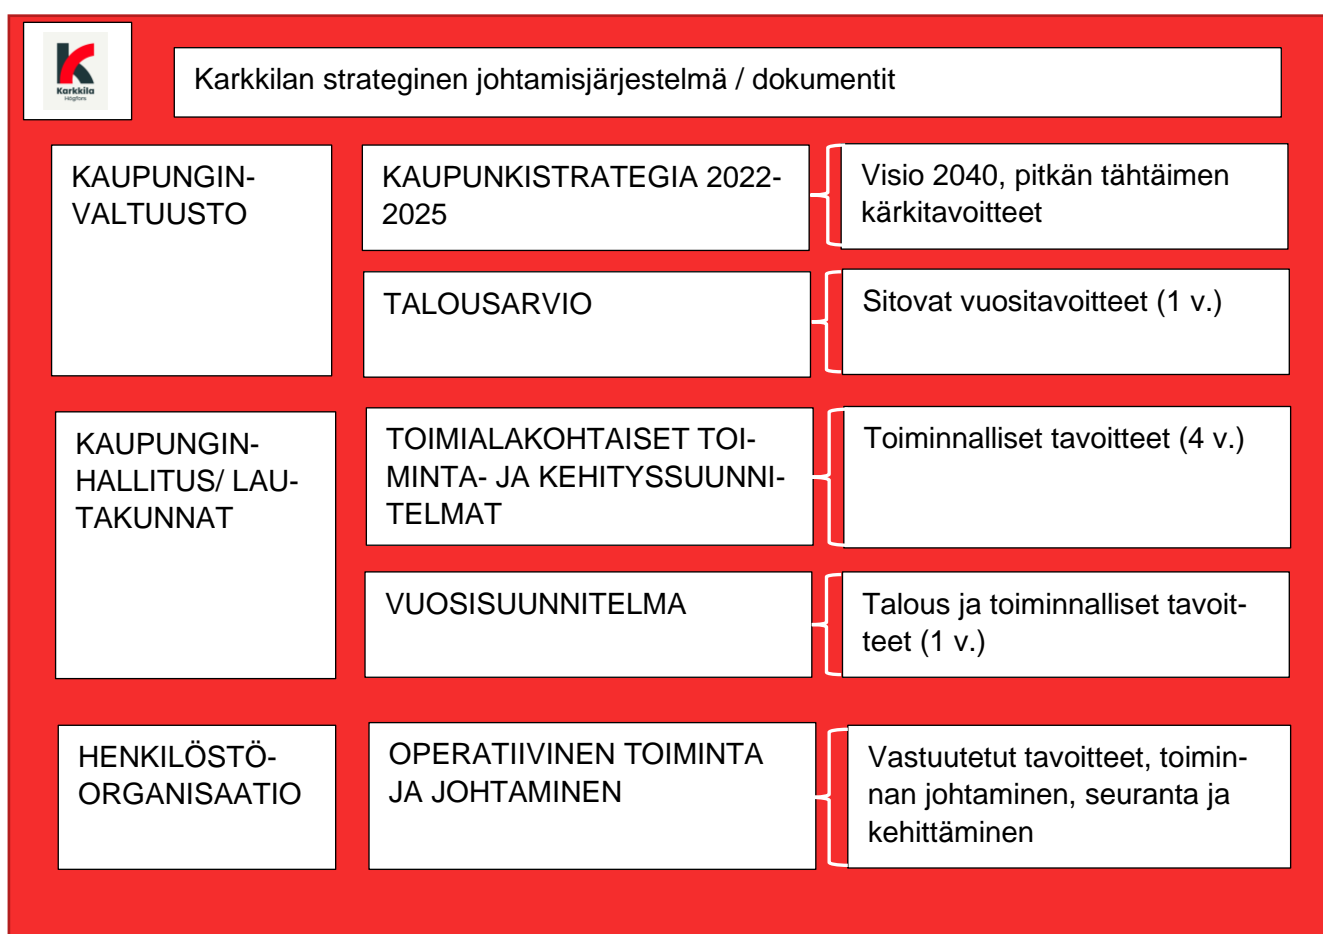 Karkkila
Högfors
Karkkilan strateginen johtamisjärjestelmä / dokumentit
KAUPUNGIN-
VALTUUSTO
KAUPUNKISTRATEGIA 2022-
2025
Visio 2040, pitkän tähtäimen
kärkitavoitteet
TALOUSARVIO
Sitovat vuositavoitteet (1 v.)
KAUPUNGIN-
HALLITUS/ LAU-
TAKUNNAT
TOIMIALAKOHTAISET TOI-
MINTA- JA KEHITYSSUUNNI-
TELMAT
Toiminnalliset tavoitteet (4 v.)
VUOSISUUNNITELMA
Talous ja toiminnalliset tavoit-
teet (1 v.)
HENKILÖSTÖ-
ORGANISAATIO
OPERATIIVINEN TOIMINTA
JA JOHTAMINEN
Vastuutetut tavoitteet, toimin-
nan johtaminen, seuranta ja
kehittäminen